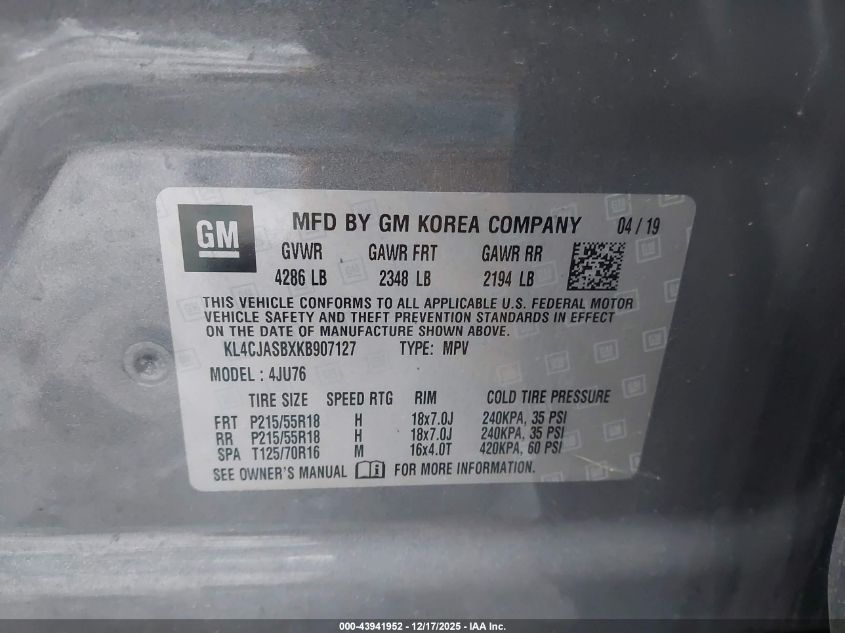 GM
MFD BY GM KOREA COMPANY 04 / 19
GVWR GAWR FRT GAWR RR
4286 LB 2348 LB 2194 LB
THIS VEHICLE CONFORMS TO ALL APPLICABLE U.S. FEDERAL MOTOR
VEHICLE SAFETY AND THEFT PREVENTION STANDARDS IN EFFECT
ON THE DATE OF MANUFACTURE SHOWN ABOVE.
KL4CJASBXKB907127 TYPE: MPV
MODEL : 4JU76
TIRE SIZE SPEED RTG RIM COLD TIRE PRESSURE
FRT P215/55R18 H 18x7.0J 240KPA, 35 PSI
RR P215/55R18 H 18x7.0J 240KPA, 35 PSI
SPA T125/70R16 M 16x4.0T 420KPA, 60 PSI
SEE OWNER'S MANUAL FOR MORE INFORMATION.
000-43941952 - 12/17/2025 - IAA Inc.